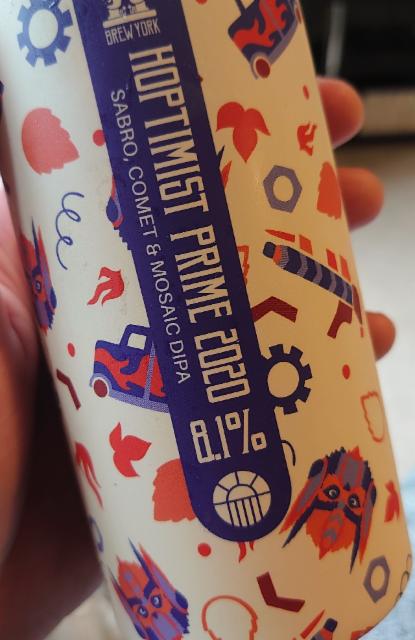 BREW YORK
HOPTIMIST PRIME 2020
SABRO, COMET & MOSAIC DIPA
8.1%